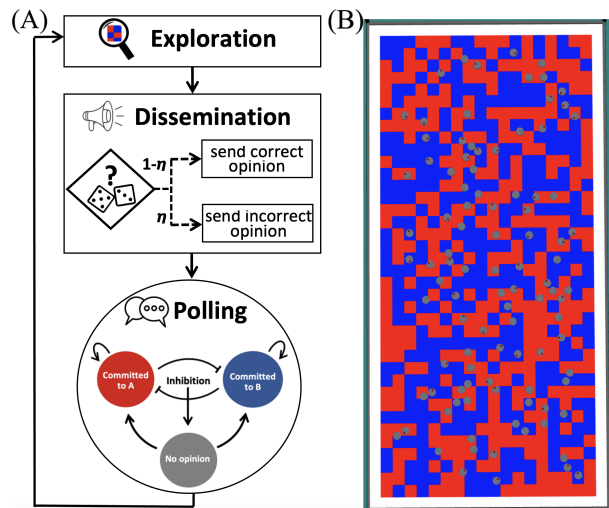 (A)
Exploration
Dissemination
?
1-η
send correct
opinion
η
send incorrect
opinion
Polling
Committed
to A
Inhibition
Committed
to B
No opinion
(B)